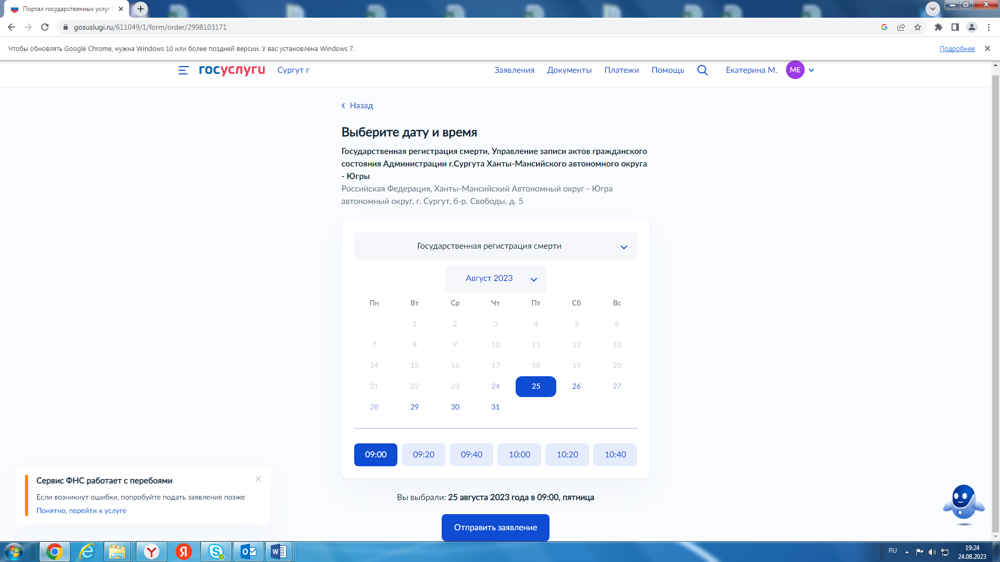 Портал государственных услуг
gosuslugi.ru/611049/1/form/order/2998103171
Чтобы обновлять Google Chrome, нужна Windows 10 или более поздней версии. У вас установлена Windows 7.
Подробнее
госуслуги
Сургут г
Заявления
Документы
Платежи
Помощь
Екатерина М.
МЕ
Назад
Выберите дату и время
Государственная регистрация смерти, Управление записи актов гражданского
состояния Администрации г.Сургута Ханты-Мансийского автономного округа
- Югры
Российская Федерация, Ханты-Мансийский Автономный округ - Югра
автономный округ, г. Сургут, б-р. Свободы, д. 5
Государственная регистрация смерти
Август 2023
Пн Вт Ср Чт Пт Сб Вс
1 2 3 4 5 6
7 8 9 10 11 12 13
14 15 16 17 18 19 20
21 22 23 24 25 26 27
28 29 30 31
09:00 09:20 09:40 10:00 10:20 10:40
Сервис ФНС работает с перебоями
Если возникнут ошибки, попробуйте подать заявление позже
Понятно, перейти к услуге
Вы выбрали: 25 августа 2023 года в 09:00, пятница
Отправить заявление
RU
19:24
24.08.2023